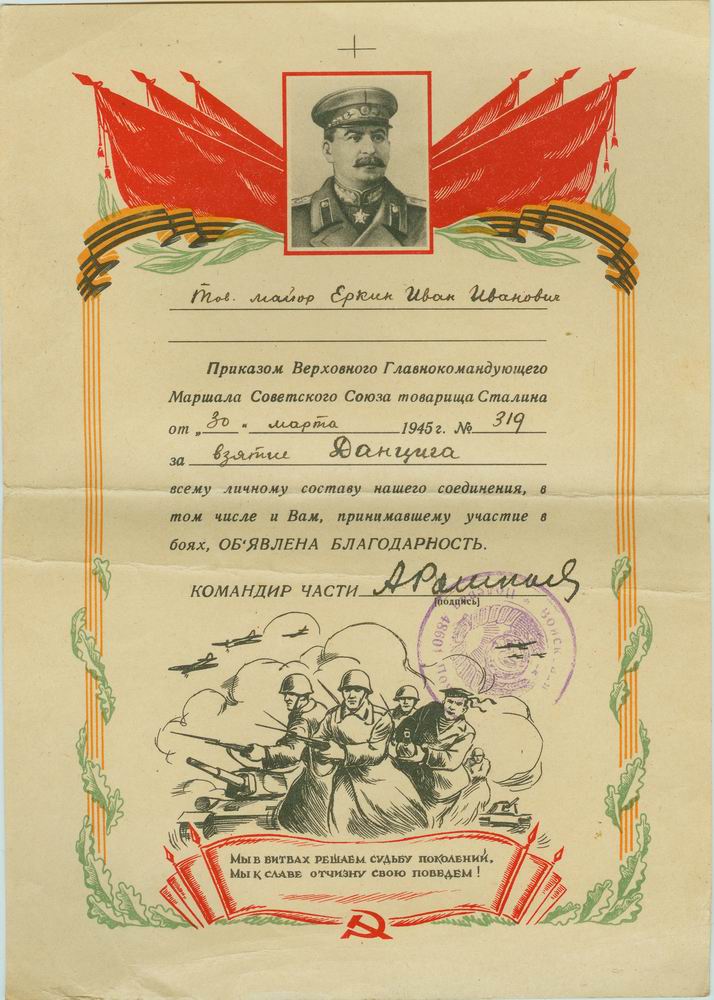 Тов. майор Еркин Иван Иванович
Приказом Верховного Главнокомандующего
Маршала Советского Союза товарища Сталина
от „30" марта 1945 г. № 319
за взятие Данцига
всему личному составу нашего соединения, в
том числе и Вам, принимавшему участие в
боях, ОБ'ЯВЛЕНА БЛАГОДАРНОСТЬ.
КОМАНДИР ЧАСТИ
(подпись)
48601
МЫ В БИТВАХ РЕШАЕМ СУДЬБУ ПОКОЛЕНИЙ,
МЫ К СЛАВЕ ОТЧИЗНУ СВОЮ ПОВЕДЕМ!